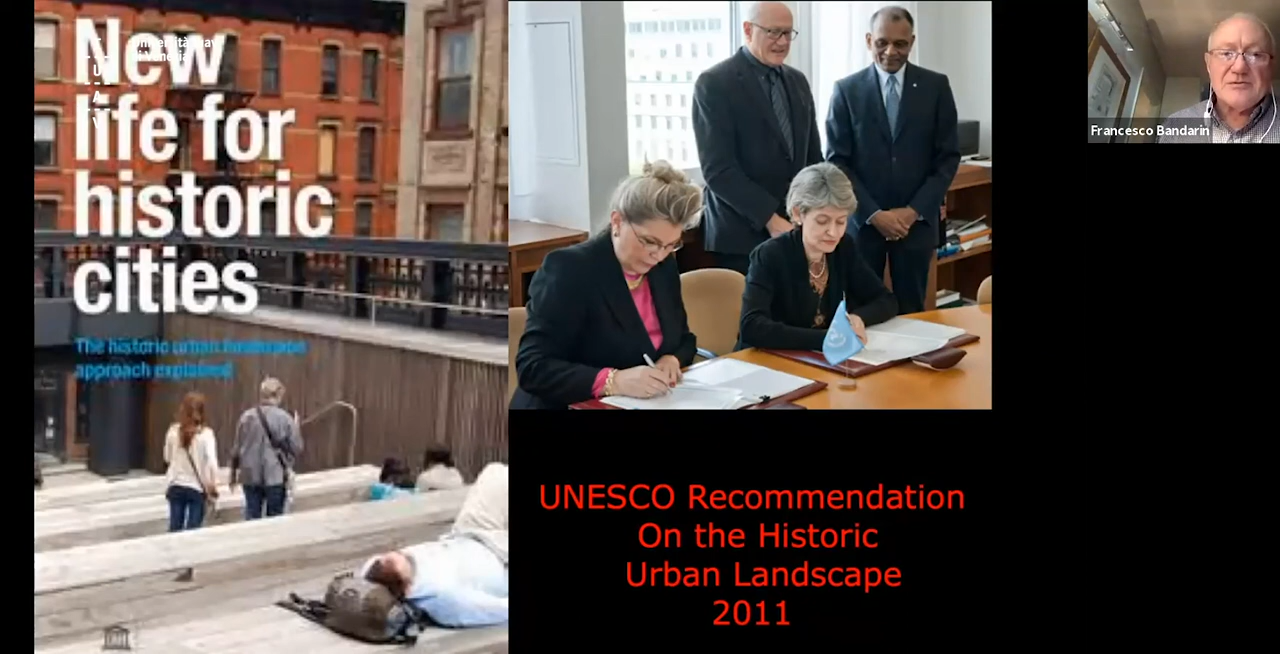 New
life for
historic
cities
The historic urban landscape
approach explained
UNESCO Recommendation
On the Historic
Urban Landscape
2011
Francesco Bandarin